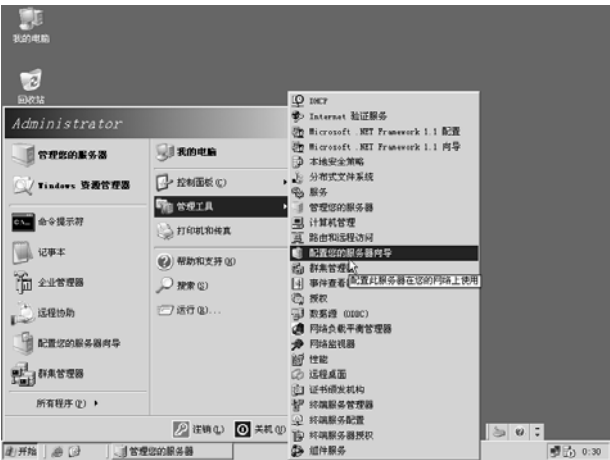 我的电脑
回收站
Administrator
管理您的服务器
Windows 资源管理器
命令提示符
记事本
企业管理器
远程协助
配置您的服务器向导
群集管理器
所有程序(P)
我的电脑
控制面板(C)
管理工具
打印机和传真
帮助和支持(H)
搜索(S)
运行(R)...
注销(L)
关机(U)
DHCP
Internet 验证服务
Microsoft .NET Framework 1.1 配置
Microsoft .NET Framework 1.1 向导
本地安全策略
分布式文件系统
服务
管理您的服务器
计算机管理
路由和远程访问
配置您的服务器向导
群集管理
事件查看
配置此服务器在您的网络上使用
授权
数据源 (ODBC)
网络负载平衡管理器
网络监视器
性能
远程桌面
证书颁发机构
终端服务管理器
终端服务配置
终端服务器授权
组件服务
开始
管理您的服务器
0:30